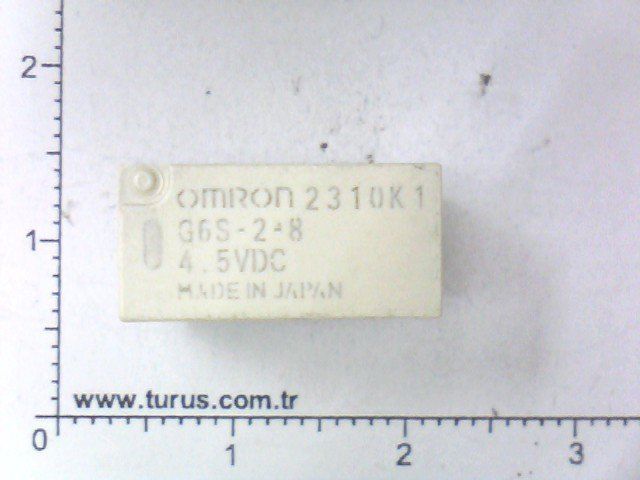 2
omron 2310K1
G6S-2-8
1
4.5VDC
MADE IN JAPAN
www.turus.com.tr
0 1 2 3